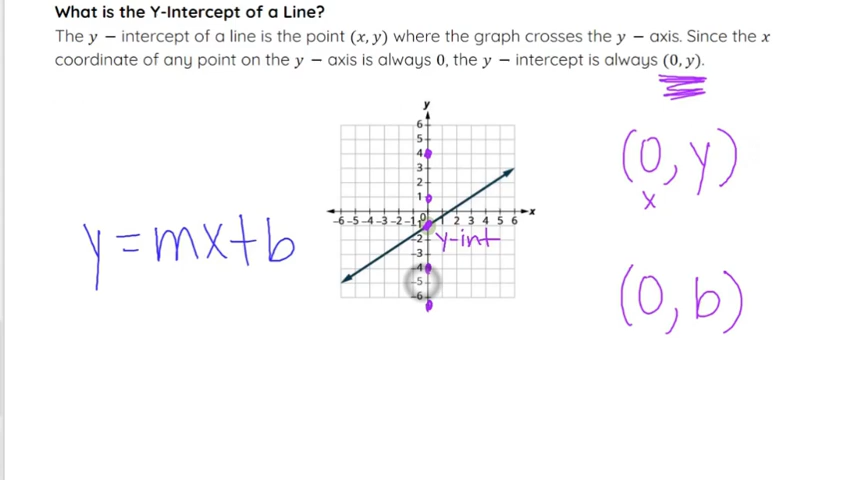 What is the Y-Intercept of a Line?
The y − intercept of a line is the point (x, y) where the graph crosses the y − axis. Since the x
coordinate of any point on the y − axis is always 0, the y − intercept is always (0, y).
y
6
5
4
3
2
1
-6 -5 -4 -3 -2 -1 0 1 2 3 4 5 6 x
-2
-3
-4
-5
-6
y-int
y = mx + b
(0, y)
x
(0, b)